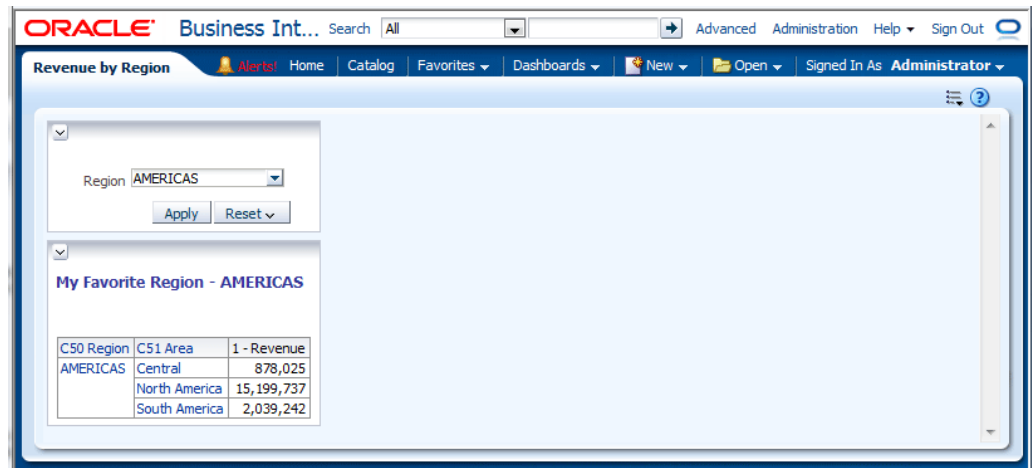 ORACLE Business Int... Search All Advanced Administration Help Sign Out
Revenue by Region Alerts! Home Catalog Favorites Dashboards New Open Signed In As Administrator
Region AMERICAS
Apply Reset
My Favorite Region - AMERICAS
C50 Region C51 Area 1 - Revenue
AMERICAS Central 878,025
North America 15,199,737
South America 2,039,242